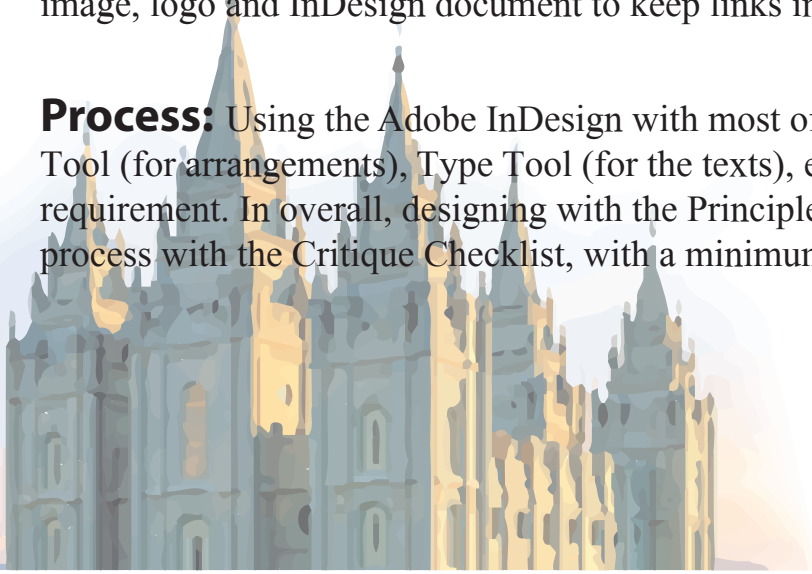 image, logo and InDesign document to keep links in
Process: Using the Adobe InDesign with most of
Tool (for arrangements), Type Tool (for the texts), e
requirement. In overall, designing with the Principle
process with the Critique Checklist, with a minimum